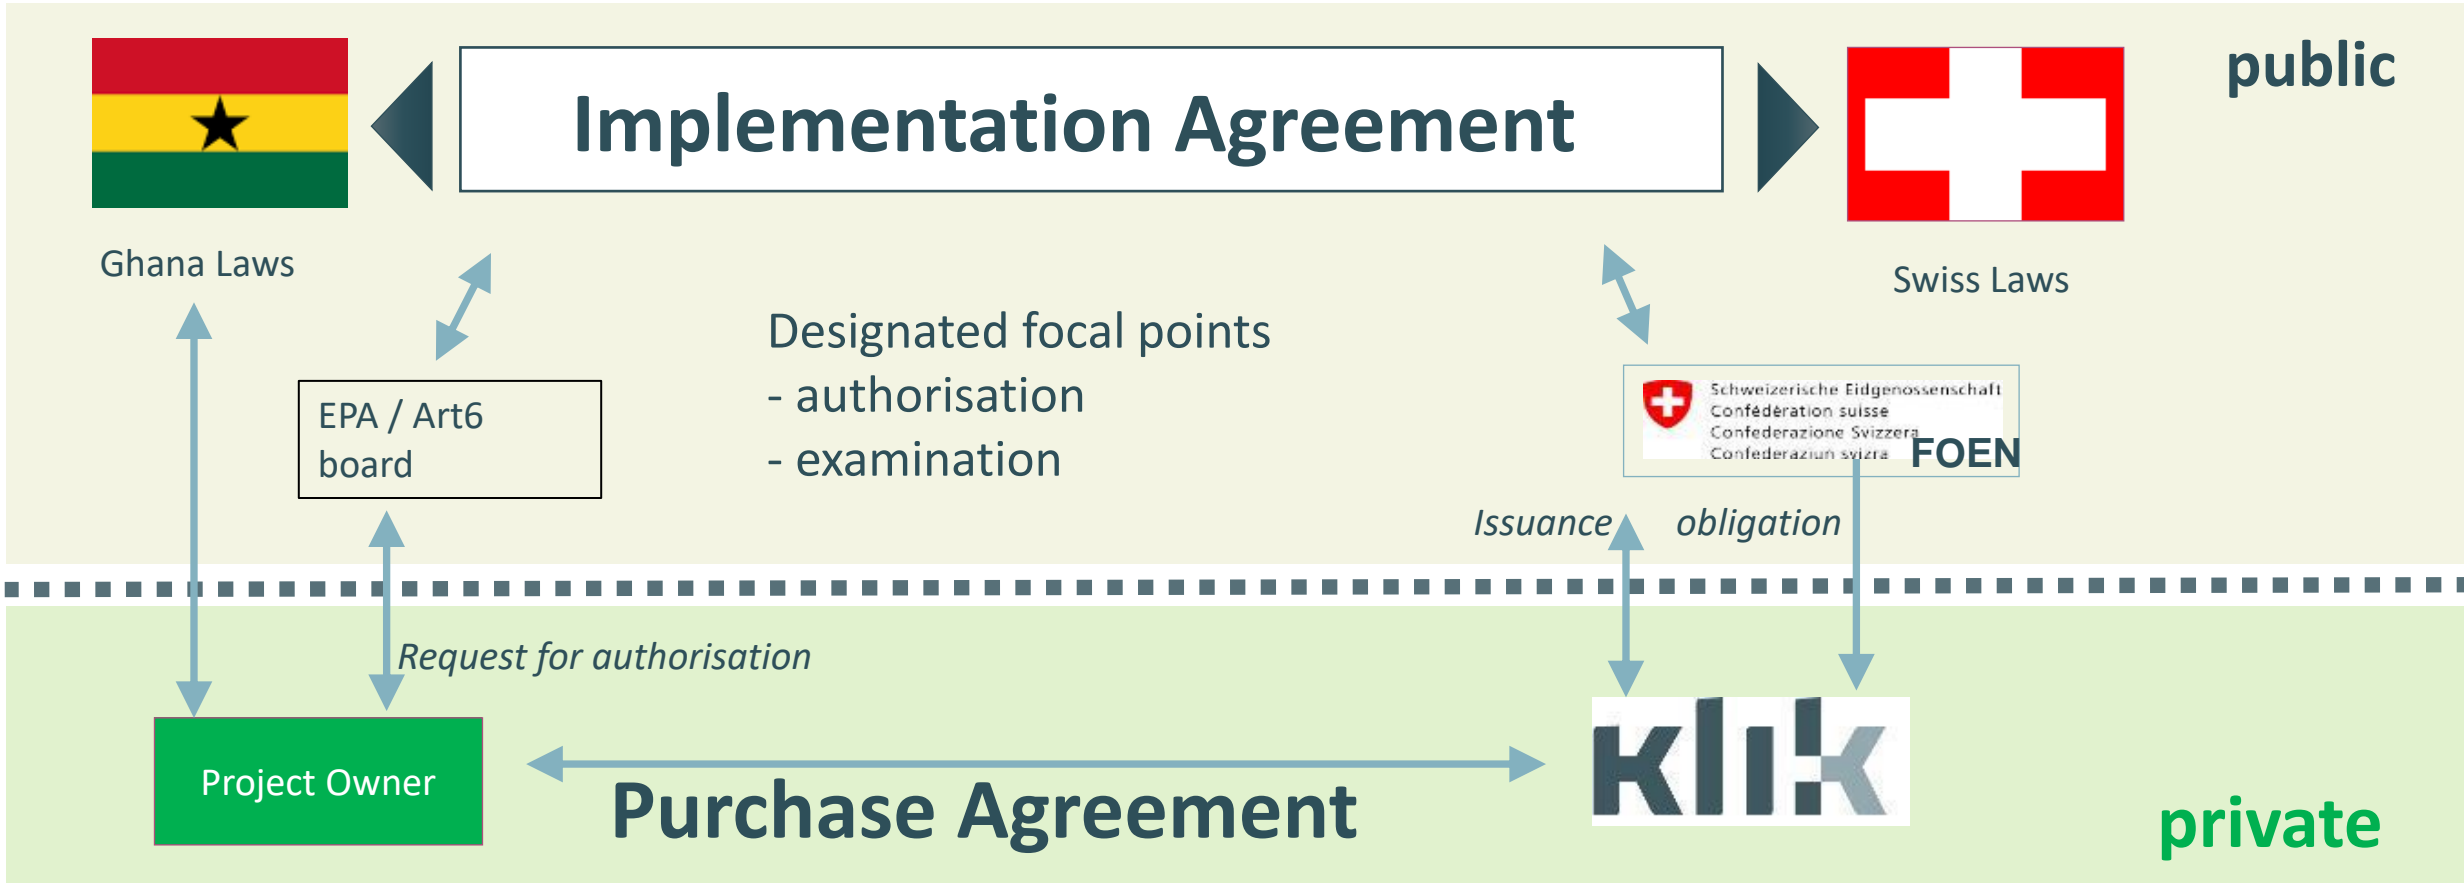 public
Implementation Agreement
Ghana Laws
Swiss Laws
Designated focal points
- authorisation
- examination
EPA / Art6
board
Schweizerische Eidgenossenschaft
Confédération suisse
Confederazione Svizzera
Confederaziun svizra
FOEN
Issuance
obligation
Request for authorisation
Project Owner
Purchase Agreement
klik
private